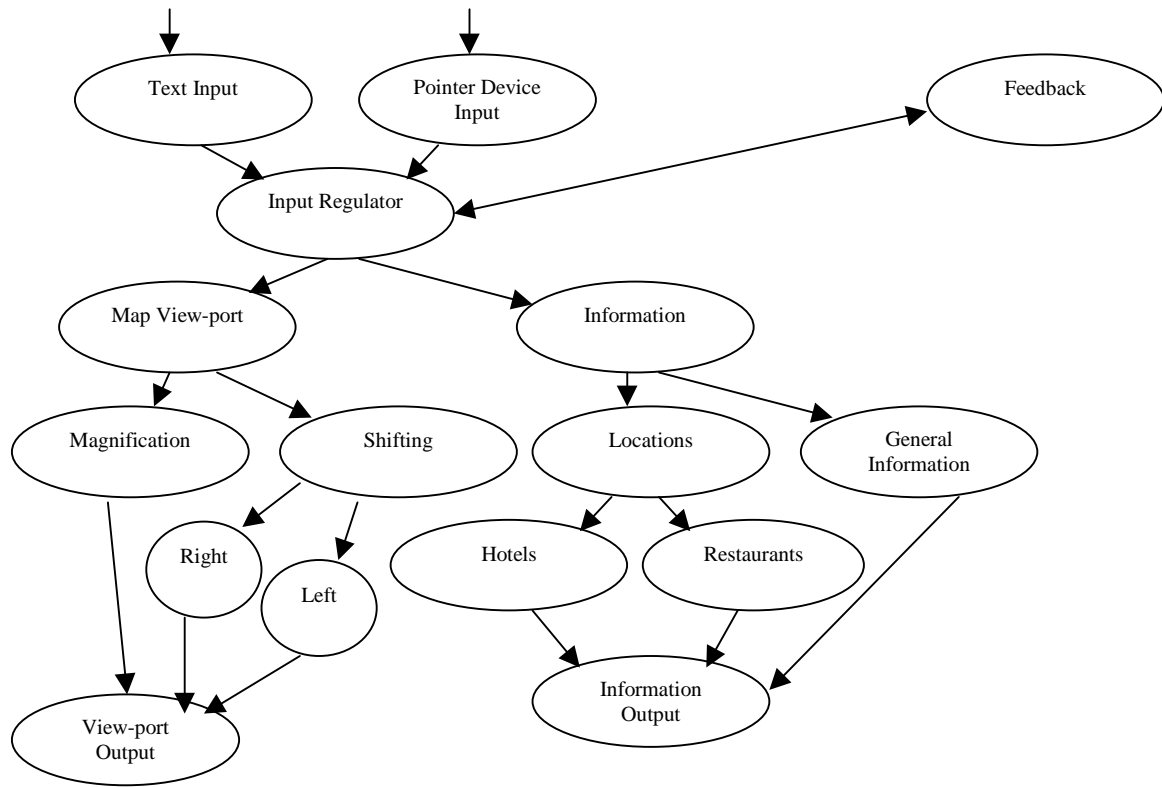 Text Input
Pointer Device
Input
Feedback
Input Regulator
Map View-port
Information
Magnification
Shifting
Locations
General
Information
Right
Left
Hotels
Restaurants
View-port
Output
Information
Output